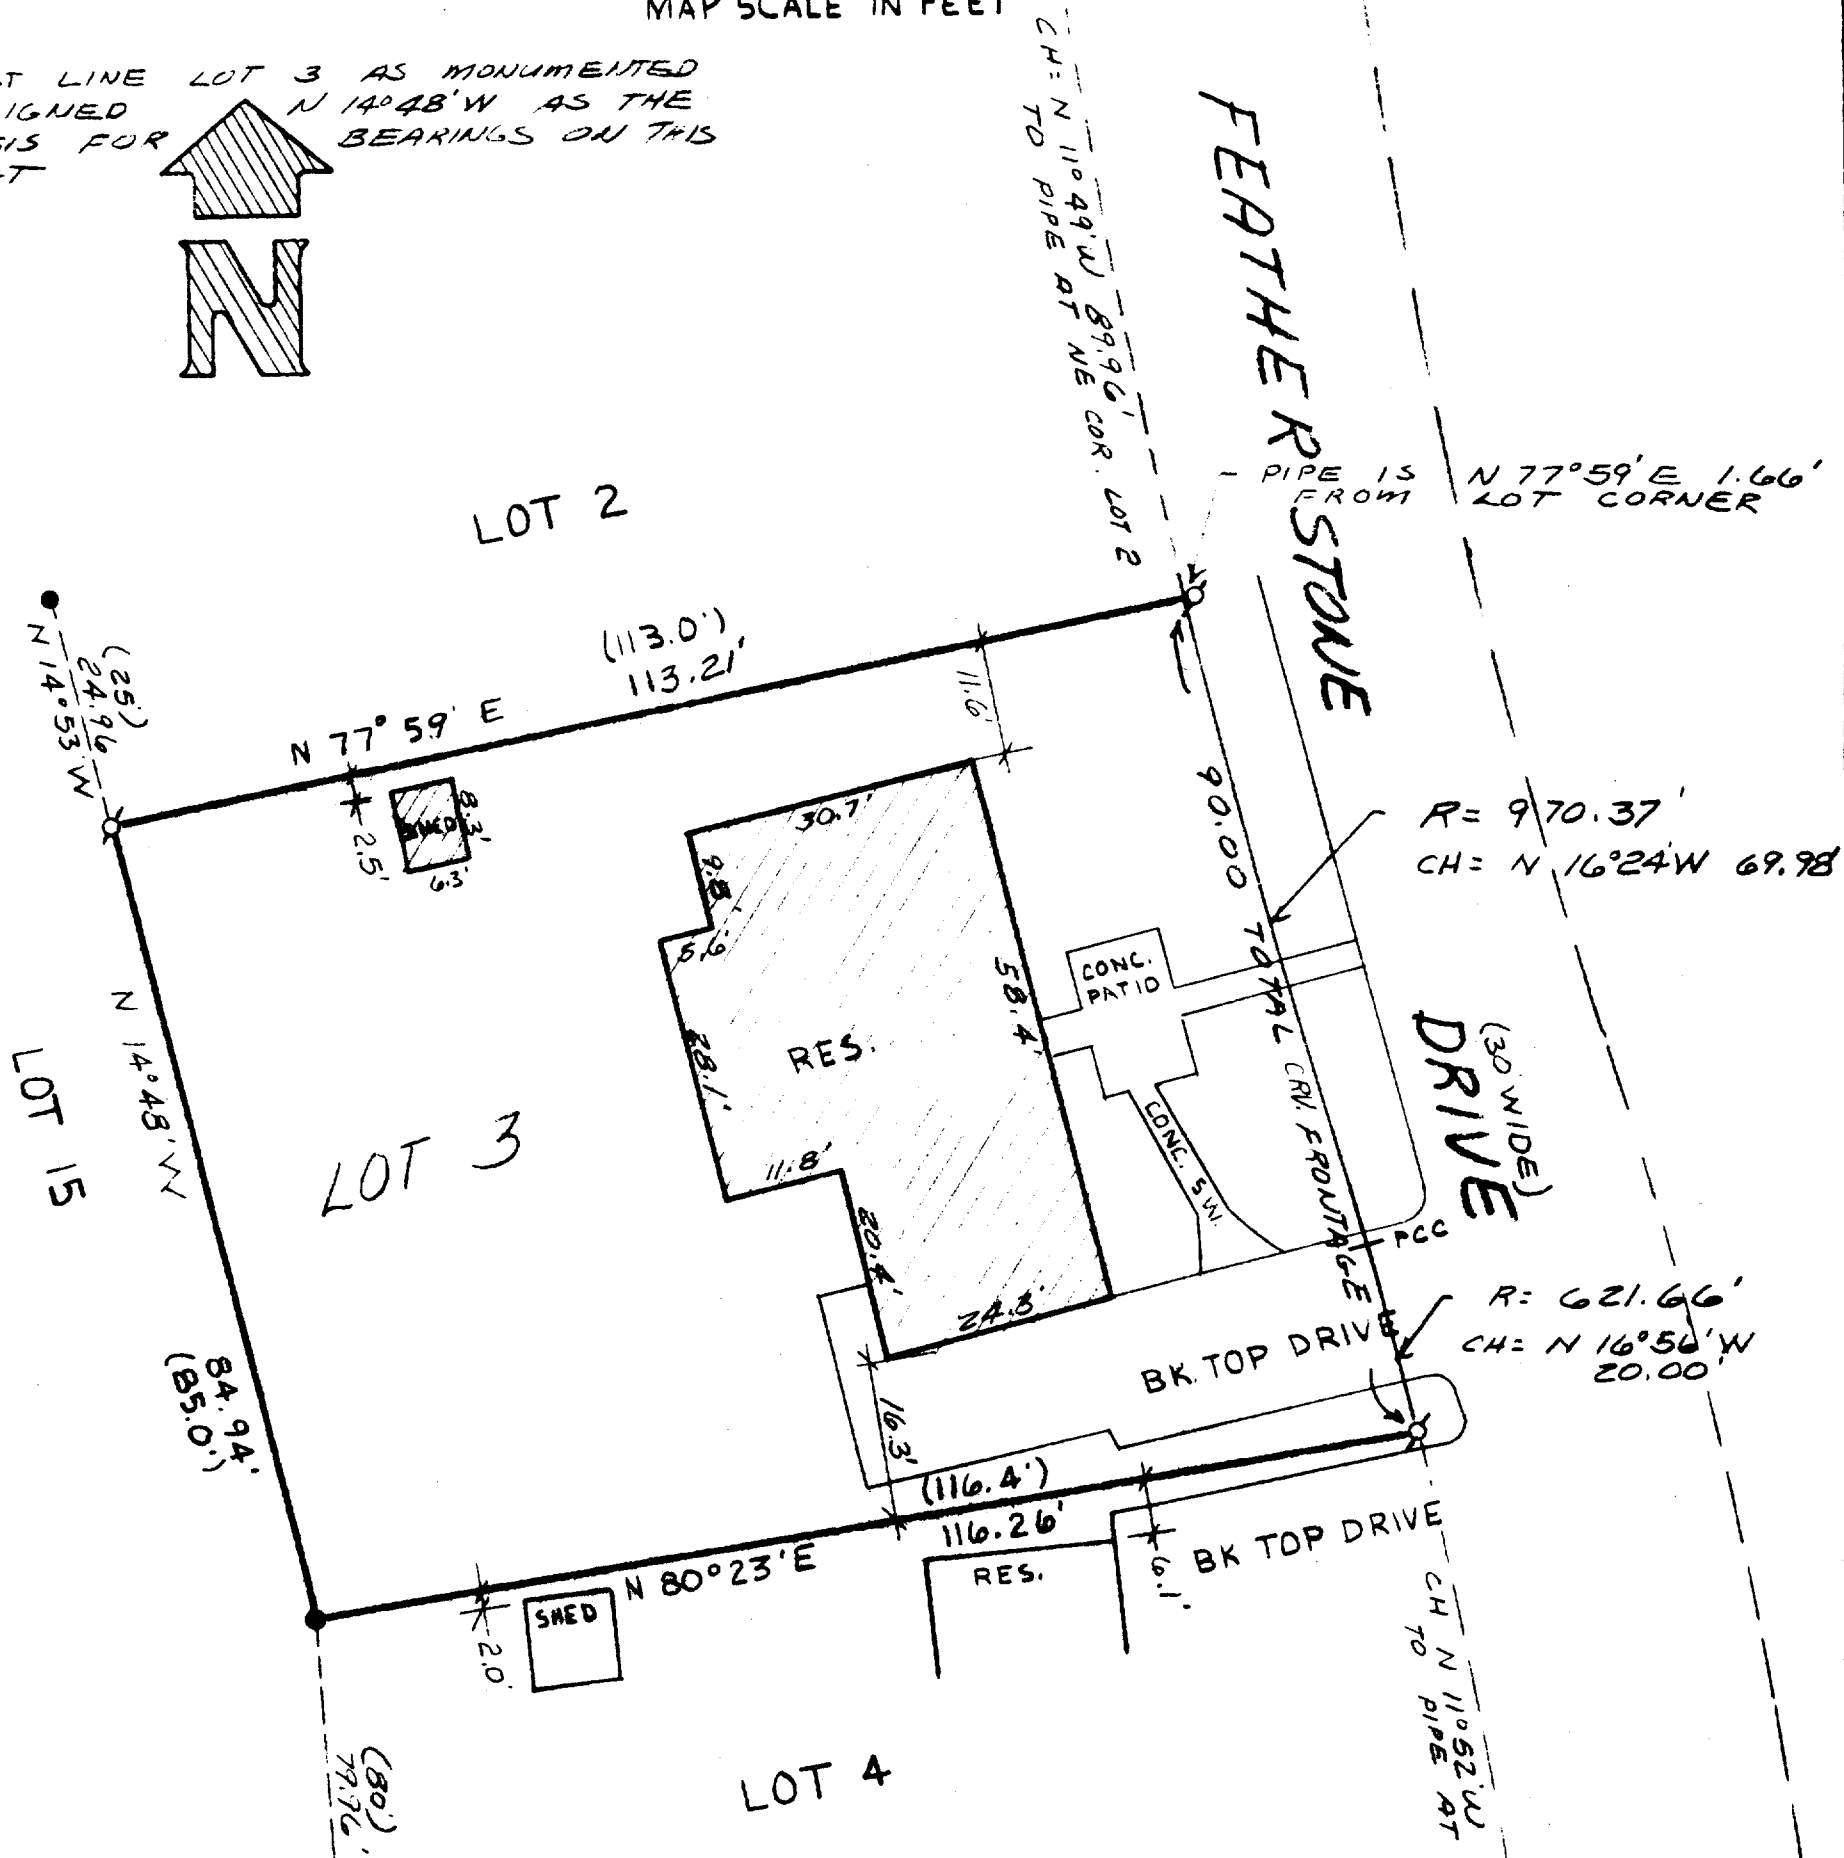 MAP SCALE IN FEET
LINE LOT 3 AS MONUMENTED
IGNED N 14°48'W AS THE
FOR BEARINGS ON THIS
N
CH= N 11°49'W 89.96'
TO PIPE AT NE COR. LOT 2
FEATHERSTONE
DRIVE
(30 WIDE)
PIPE IS N 77°59' E 1.66'
FROM LOT CORNER
LOT 2
(25')
24.96
N 14°53' W
(113.0')
113.21'
N 77° 59' E
11.6'
2.5'
SHED
8.3'
6.3'
30.7'
9.8'
5.6'
28.1'
RES.
58.4'
11.8'
20.4'
24.3'
CONC.
PATIO
CONC. SW.
90.00 TOTAL CRV. FRONTAGE
R= 970.37'
CH= N 16°24'W 69.98
PCC
R= 621.66'
CH= N 16°56'W
20.00'
BK. TOP DRIVE
LOT 15
N 14°48' W
LOT 3
84.94'
(85.0')
16.3'
(116.4')
116.26'
N 80°23'E
RES.
6.1'
BK TOP DRIVE
SHED
2.0'
(80')
79.76
LOT 4
CH N 11°52'W
TO PIPE AT